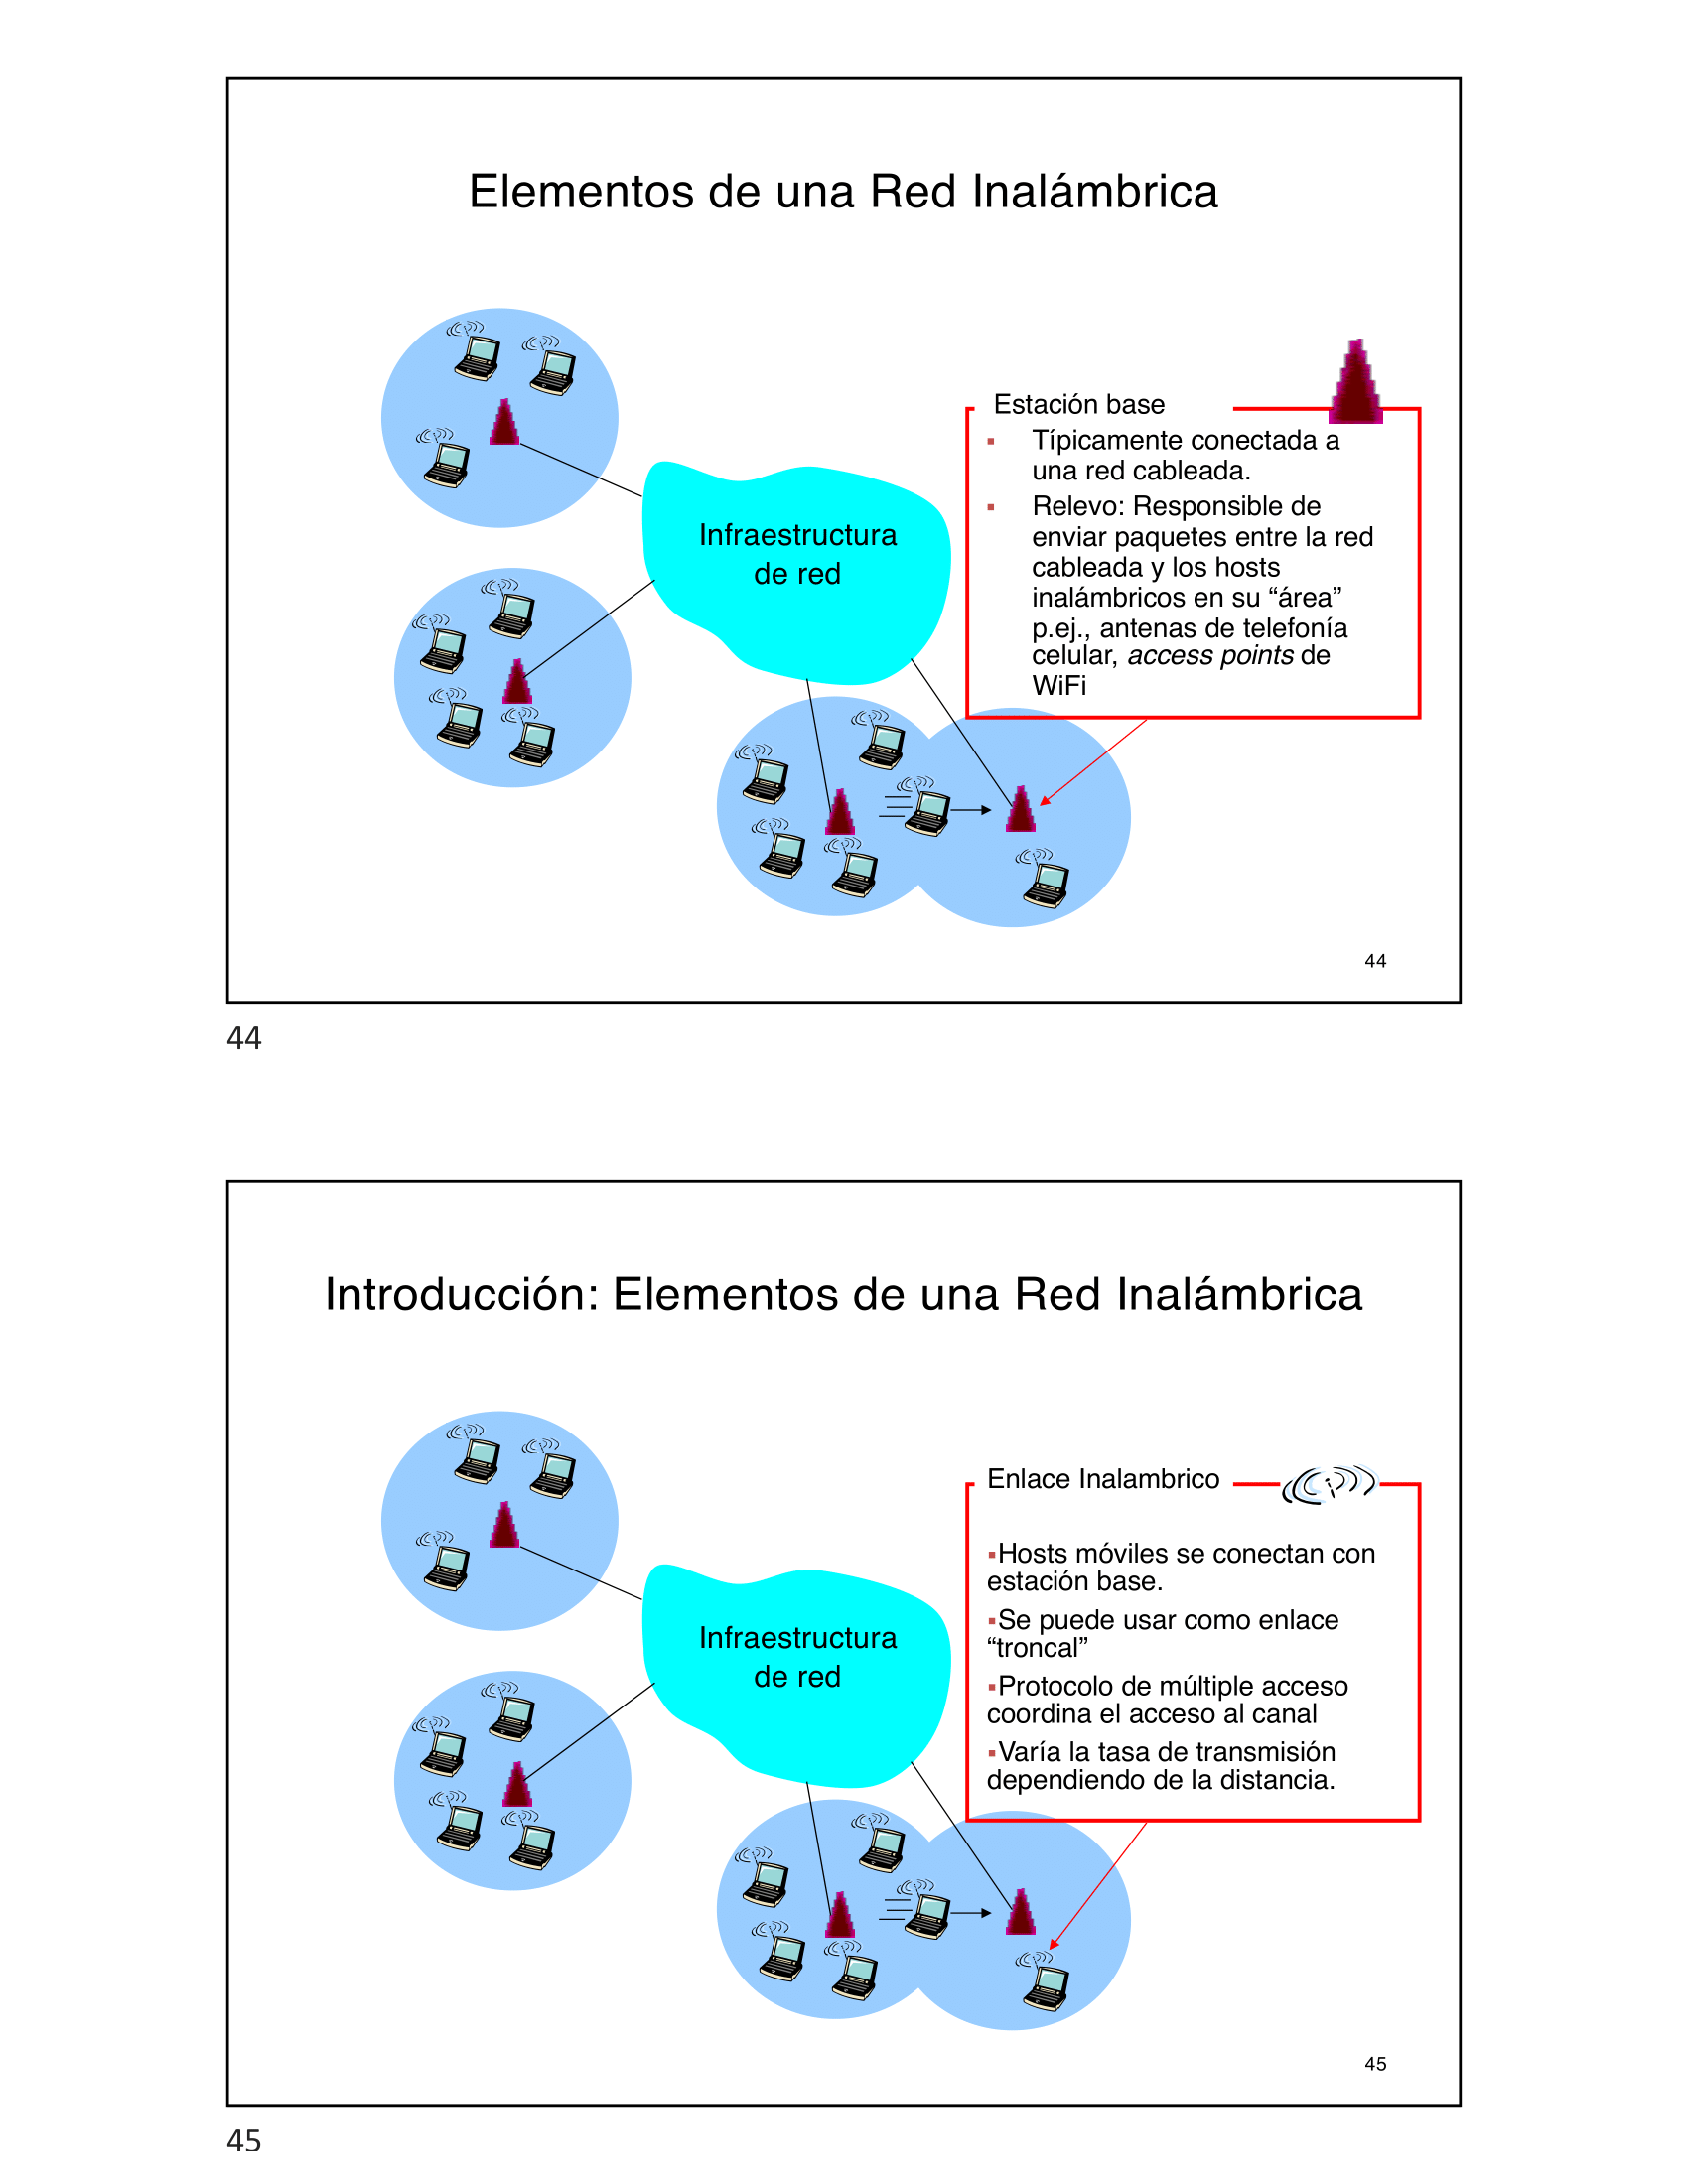 Elementos de una Red Inalámbrica
Infraestructura
de red
Estación base
▪ Típicamente conectada a
una red cableada.
▪ Relevo: Responsible de
enviar paquetes entre la red
cableada y los hosts
inalámbricos en su “área”
p.ej., antenas de telefonía
celular, access points de
WiFi
44
44
Introducción: Elementos de una Red Inalámbrica
Infraestructura
de red
Enlace Inalambrico
▪Hosts móviles se conectan con
estación base.
▪Se puede usar como enlace
“troncal”
▪Protocolo de múltiple acceso
coordina el acceso al canal
▪Varía la tasa de transmisión
dependiendo de la distancia.
45
45